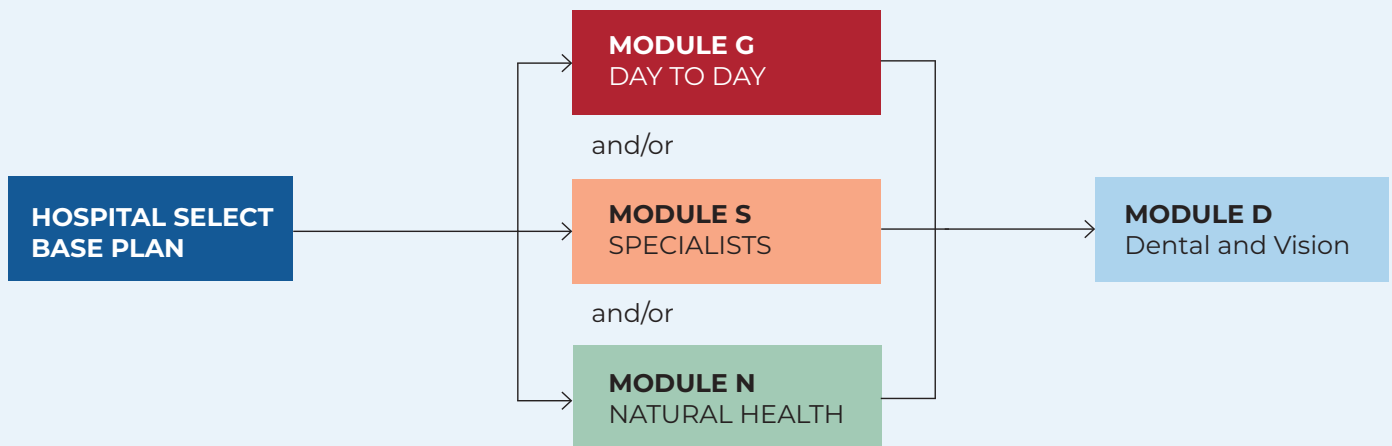 HOSPITAL SELECT
BASE PLAN
MODULE G
DAY TO DAY
and/or
MODULE S
SPECIALISTS
and/or
MODULE N
NATURAL HEALTH
MODULE D
Dental and Vision